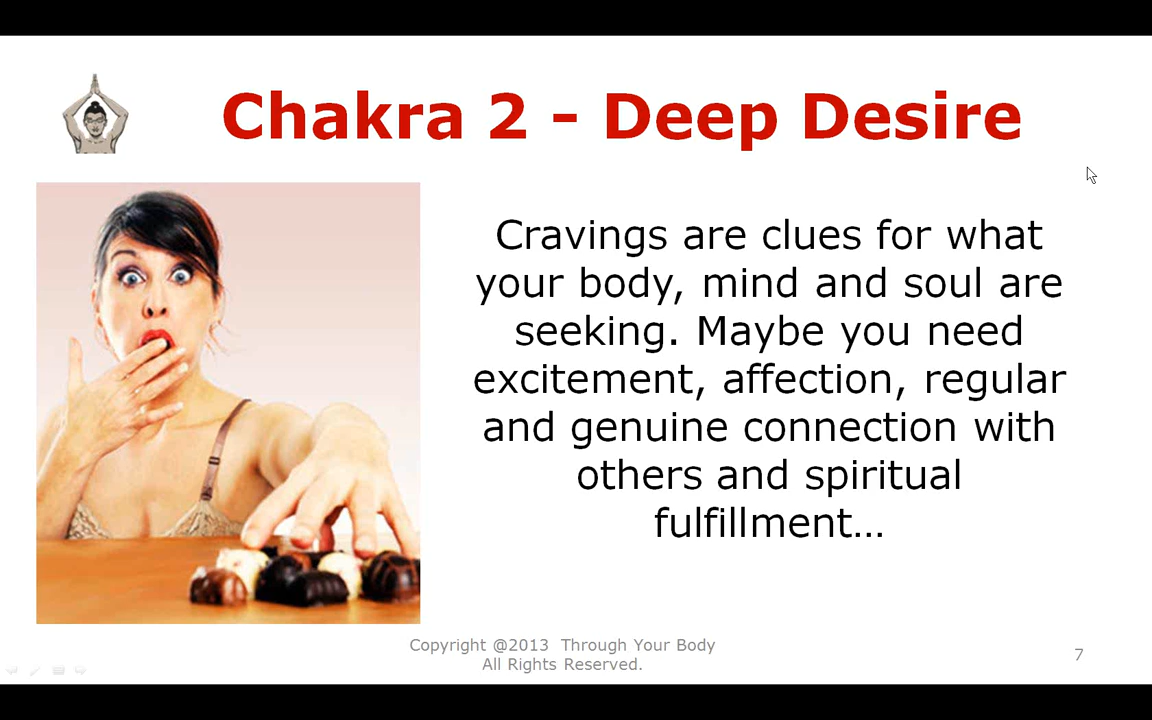 Chakra 2 - Deep Desire
Cravings are clues for what
your body, mind and soul are
seeking. Maybe you need
excitement, affection, regular
and genuine connection with
others and spiritual
fulfillment…
Copyright @2013 Through Your Body
All Rights Reserved.
7